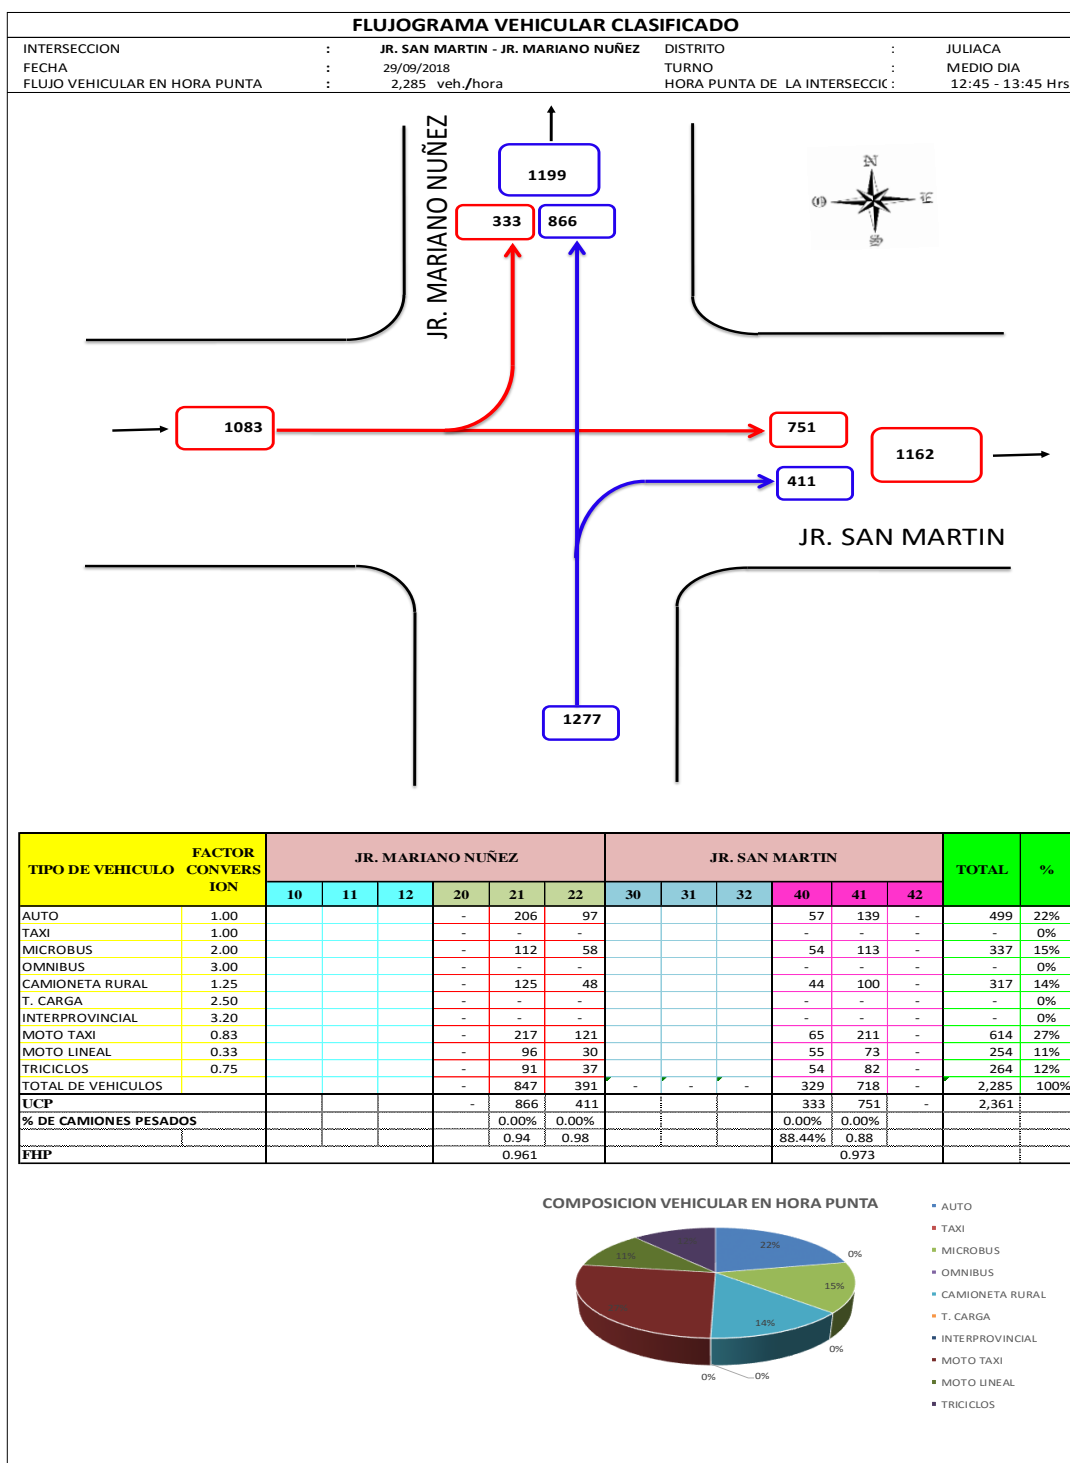 FLUJOGRAMA VEHICULAR CLASIFICADO
INTERSECCION : JR. SAN MARTIN - JR. MARIANO NUÑEZ DISTRITO : JULIACA
FECHA : 29/09/2018 TURNO : MEDIO DIA
FLUJO VEHICULAR EN HORA PUNTA : 2,285 veh./hora HORA PUNTA DE LA INTERSECCIC : 12:45 - 13:45 Hrs
JR. MARIANO NUÑEZ
1199
333 866
N
O E
S
1083
751
1162
411
JR. SAN MARTIN
1277
TIPO DE VEHICULO FACTOR CONVERSION JR. MARIANO NUÑEZ JR. SAN MARTIN TOTAL %
10 11 12 20 21 22 30 31 32 40 41 42
AUTO 1.00 - 206 97 57 139 - 499 22%
TAXI 1.00 - - - - - - - 0%
MICROBUS 2.00 - 112 58 54 113 - 337 15%
OMNIBUS 3.00 - - - - - - - 0%
CAMIONETA RURAL 1.25 - 125 48 44 100 - 317 14%
T. CARGA 2.50 - - - - - - - 0%
INTERPROVINCIAL 3.20 - - - - - - - 0%
MOTO TAXI 0.83 - 217 121 65 211 - 614 27%
MOTO LINEAL 0.33 - 96 30 55 73 - 254 11%
TRICICLOS 0.75 - 91 37 54 82 - 264 12%
TOTAL DE VEHICULOS - 847 391 - - - 329 718 - 2,285 100%
UCP - 866 411 333 751 - 2,361
% DE CAMIONES PESADOS 0.00% 0.00% 0.00% 0.00%
0.94 0.98 88.44% 0.88
FHP 0.961 0.973
COMPOSICION VEHICULAR EN HORA PUNTA
22%
0%
15%
0%
14%
0%
0%
11%
AUTO
TAXI
MICROBUS
OMNIBUS
CAMIONETA RURAL
T. CARGA
INTERPROVINCIAL
MOTO TAXI
MOTO LINEAL
TRICICLOS